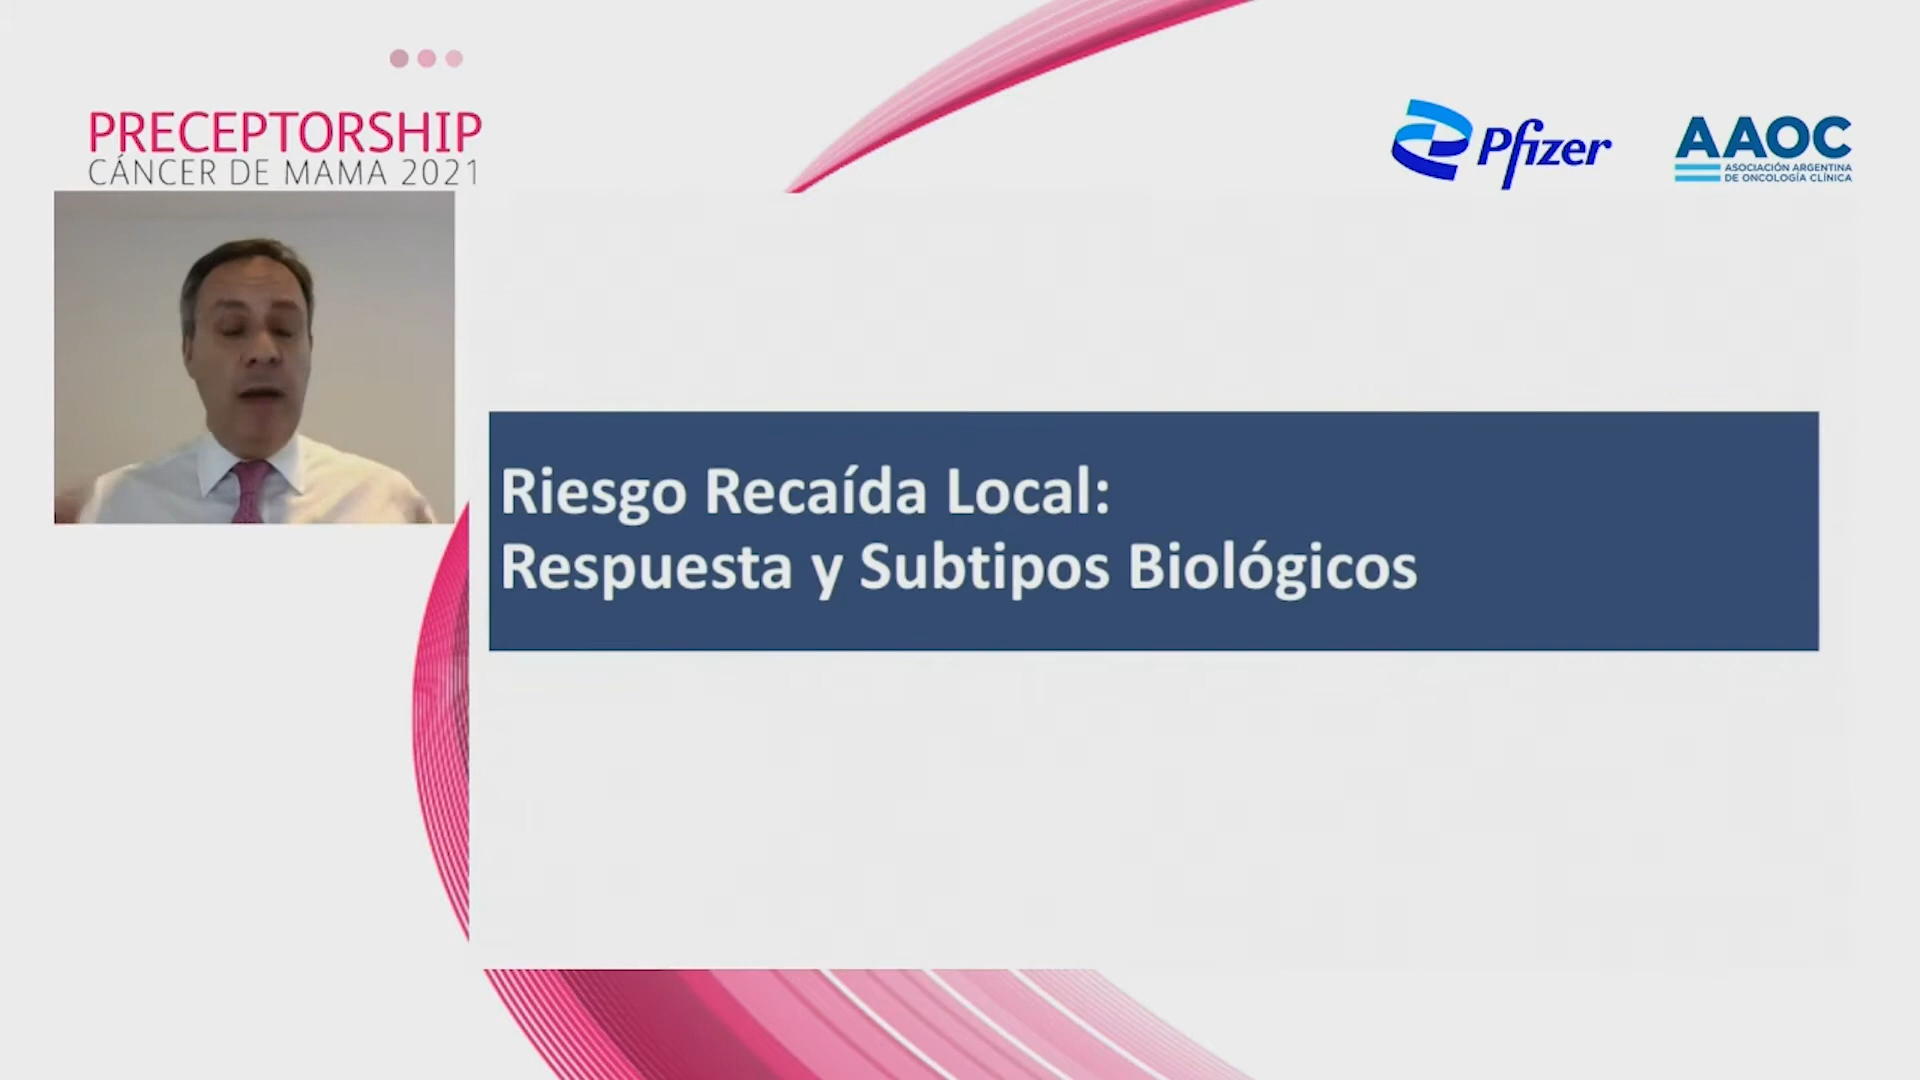 PRECEPTORSHIP
CÁNCER DE MAMA 2021
Pfizer
AAOC
ASOCIACIÓN ARGENTINA
DE ONCOLOGÍA CLÍNICA
Riesgo Recaída Local:
Respuesta y Subtipos Biológicos